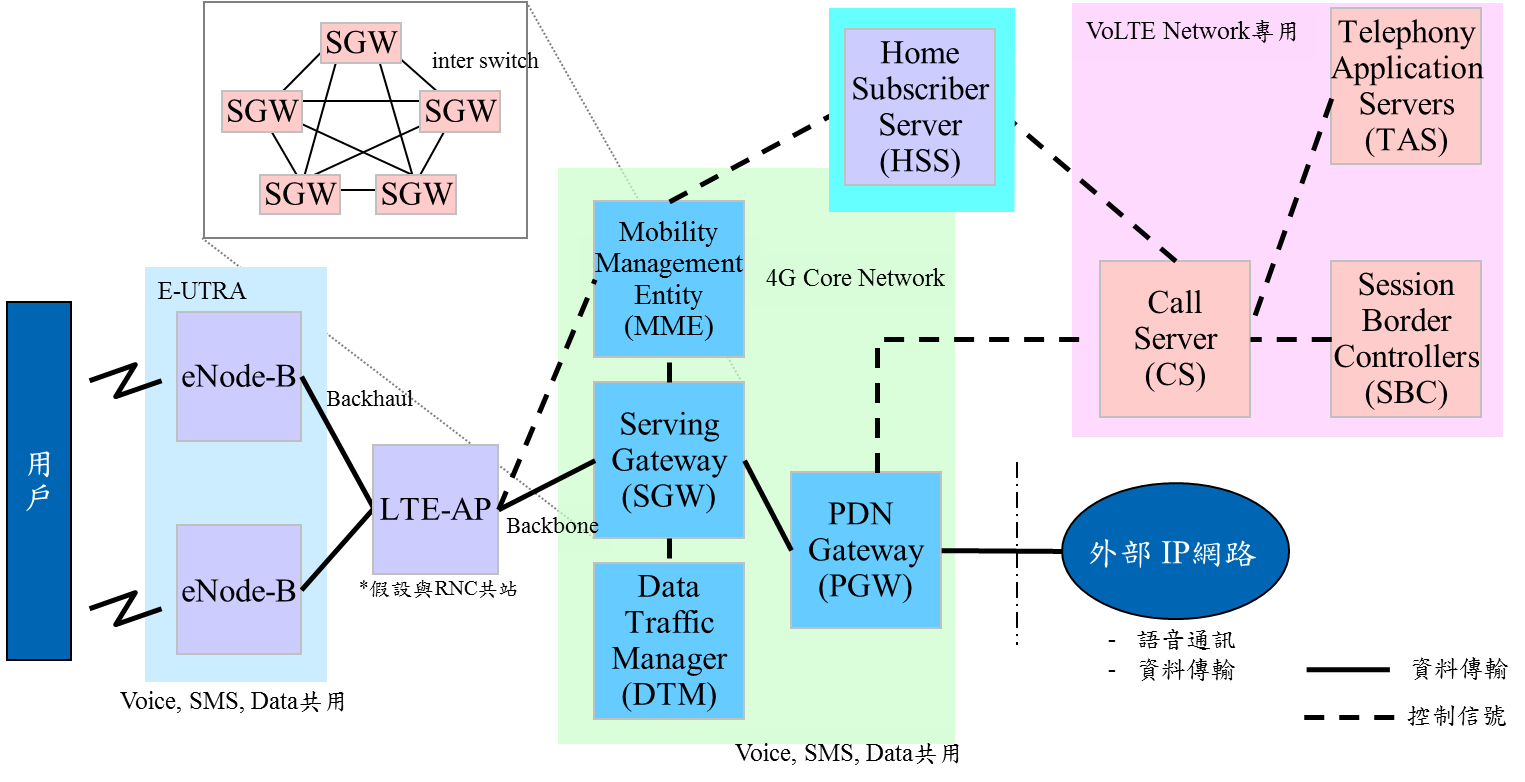 SGW
inter switch
SGW
SGW
SGW
SGW
Home
Subscriber
Server
(HSS)
VoLTE Network專用
Telephony
Application
Servers
(TAS)
Mobility
Management
Entity
(MME)
4G Core Network
Call
Server
(CS)
Session
Border
Controllers
(SBC)
E-UTRA
eNode-B
Backhaul
用戶
LTE-AP
Backbone
*假設與RNC共站
eNode-B
Voice, SMS, Data共用
Serving
Gateway
(SGW)
PDN
Gateway
(PGW)
Data
Traffic
Manager
(DTM)
Voice, SMS, Data共用
外部 IP網路
- 語音通訊
- 資料傳輸
資料傳輸
控制信號